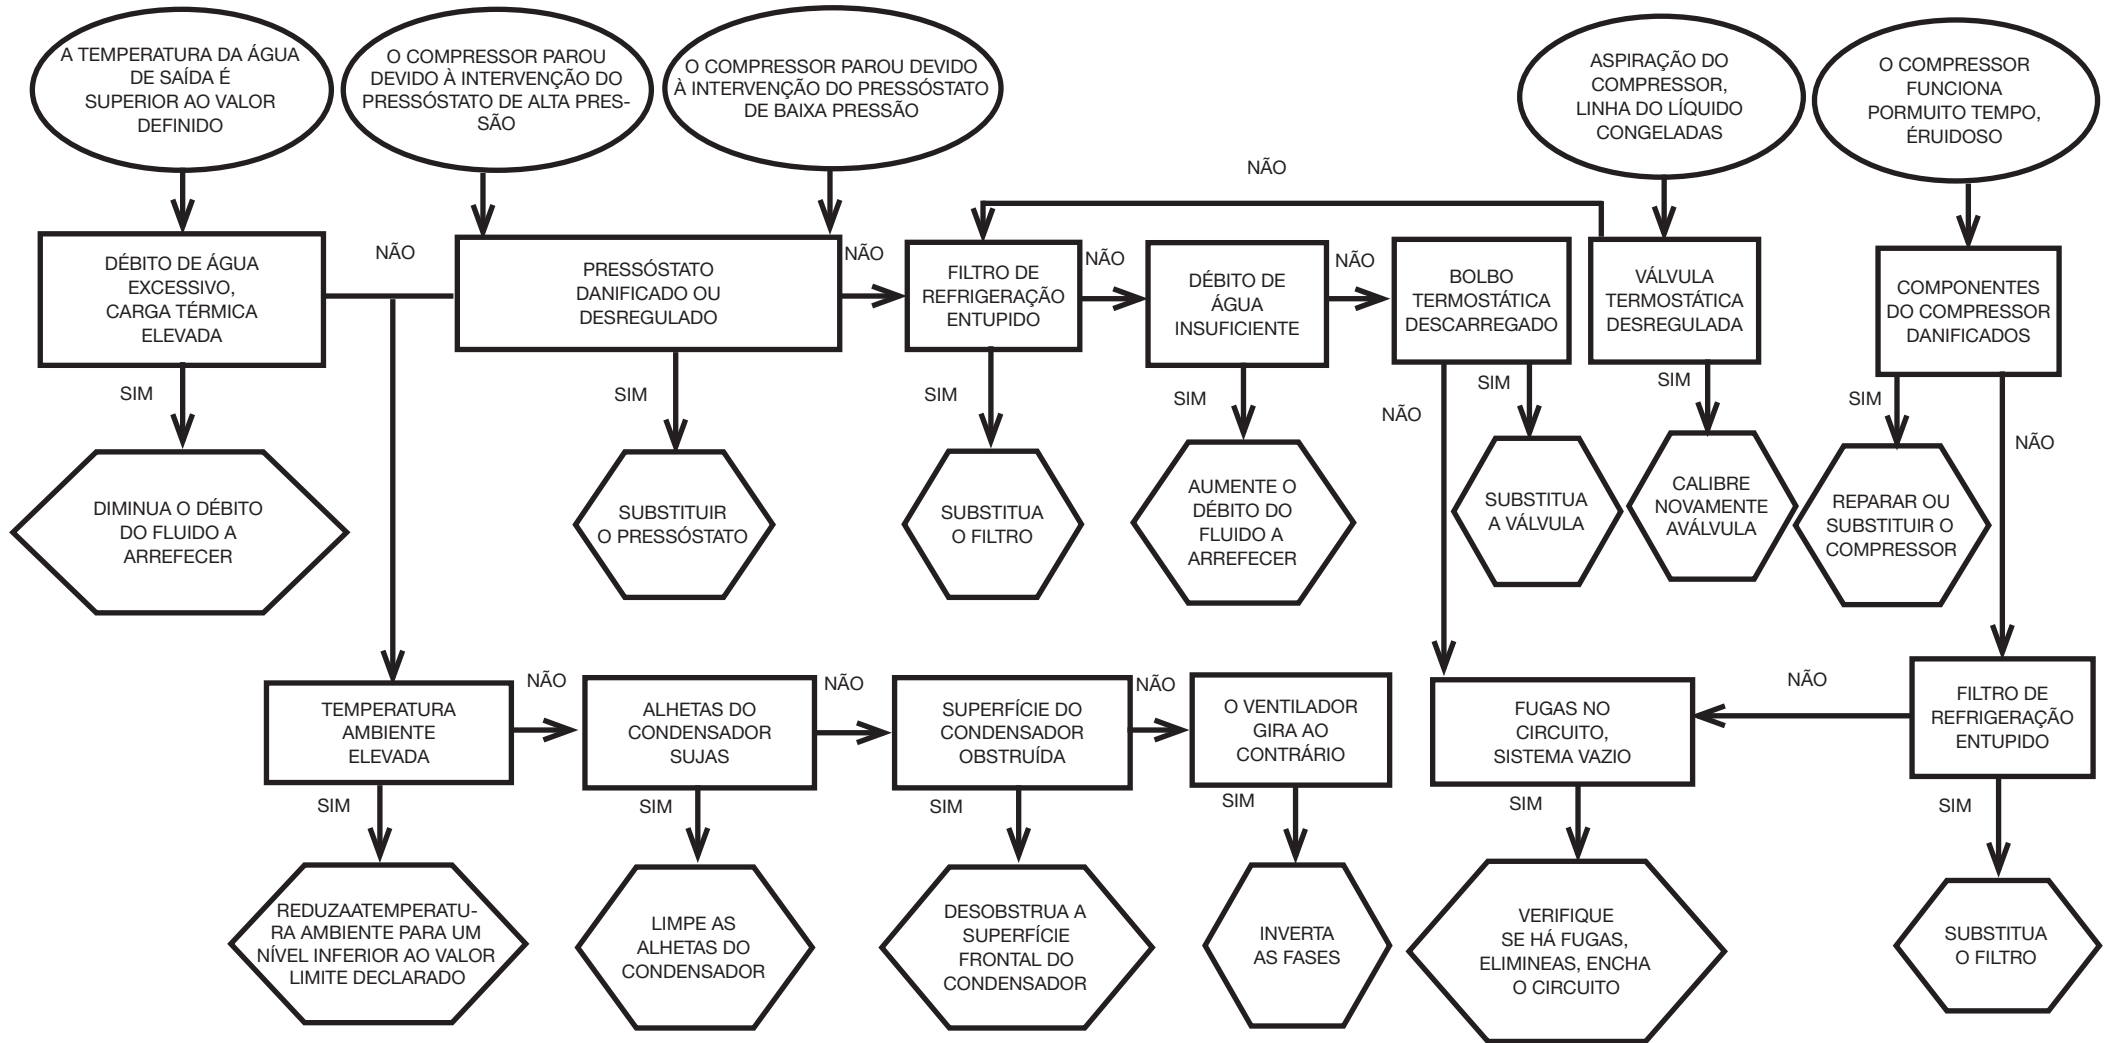 A TEMPERATURA DA ÁGUA
DE SAÍDA É
SUPERIOR AO VALOR
DEFINIDO
O COMPRESSOR PAROU
DEVIDO À INTERVENÇÃO DO
PRESSÓSTATO DE ALTA PRES-
SÃO
O COMPRESSOR PAROU DEVIDO
À INTERVENÇÃO DO PRESSÓSTATO
DE BAIXA PRESSÃO
ASPIRAÇÃO DO
COMPRESSOR,
LINHA DO LÍQUIDO
CONGELADAS
O COMPRESSOR
FUNCIONA
PORMUITO TEMPO,
ÉRUIDOSO
NÃO
DÉBITO DE ÁGUA
EXCESSIVO,
CARGA TÉRMICA
ELEVADA
NÃO
PRESSÓSTATO
DANIFICADO OU
DESREGULADO
NÃO
FILTRO DE
REFRIGERAÇÃO
ENTUPIDO
NÃO
DÉBITO DE
ÁGUA
INSUFICIENTE
NÃO
BOLBO
TERMOSTÁTICA
DESCARREGADO
VÁLVULA
TERMOSTÁTICA
DESREGULADA
COMPONENTES
DO COMPRESSOR
DANIFICADOS
SIM
SIM
SIM
SIM
NÃO
SIM
SIM
SIM
NÃO
DIMINUA O DÉBITO
DO FLUIDO A
ARREFECER
SUBSTITUIR
O PRESSÓSTATO
SUBSTITUA
O FILTRO
AUMENTE O
DÉBITO DO
FLUIDO A
ARREFECER
SUBSTITUA
A VÁLVULA
CALIBRE
NOVAMENTE
AVÁLVULA
REPARAR OU
SUBSTITUIR O
COMPRESSOR
TEMPERATURA
AMBIENTE
ELEVADA
NÃO
ALHETAS DO
CONDENSADOR
SUJAS
NÃO
SUPERFÍCIE DO
CONDENSADOR
OBSTRUÍDA
NÃO
O VENTILADOR
GIRA AO
CONTRÁRIO
FUGAS NO
CIRCUITO,
SISTEMA VAZIO
NÃO
FILTRO DE
REFRIGERAÇÃO
ENTUPIDO
SIM
SIM
SIM
SIM
SIM
SIM
REDUZAATEMPERATU-
RA AMBIENTE PARA UM
NÍVEL INFERIOR AO VALOR
LIMITE DECLARADO
LIMPE AS
ALHETAS DO
CONDENSADOR
DESOBSTRUA A
SUPERFÍCIE
FRONTAL DO
CONDENSADOR
INVERTA
AS FASES
VERIFIQUE
SE HÁ FUGAS,
ELIMINEAS, ENCHA
O CIRCUITO
SUBSTITUA
O FILTRO